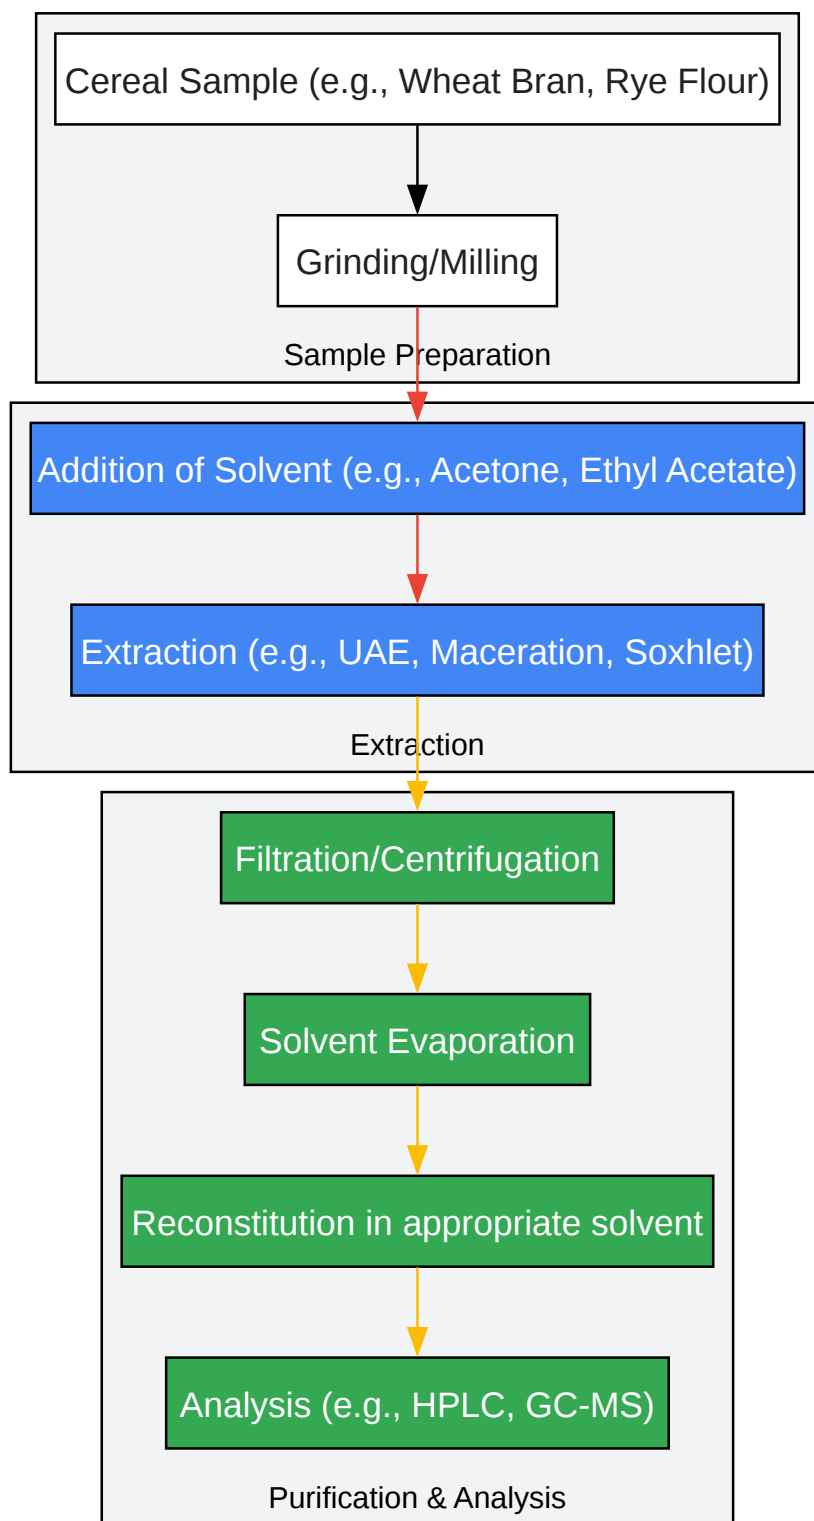 Cereal Sample (e.g., Wheat Bran, Rye Flour)
Grinding/Milling
Sample Preparation
Addition of Solvent (e.g., Acetone, Ethyl Acetate)
Extraction (e.g., UAE, Maceration, Soxhlet)
Extraction
Filtration/Centrifugation
Solvent Evaporation
Reconstitution in appropriate solvent
Analysis (e.g., HPLC, GC-MS)
Purification & Analysis